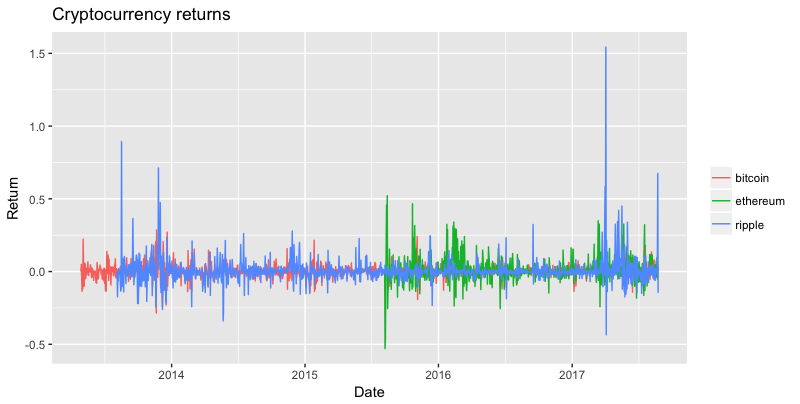 Cryptocurrency returns
1.5
1.0
0.5
0.0
-0.5
Return
2014
2015
2016
2017
Date
bitcoin
ethereum
ripple